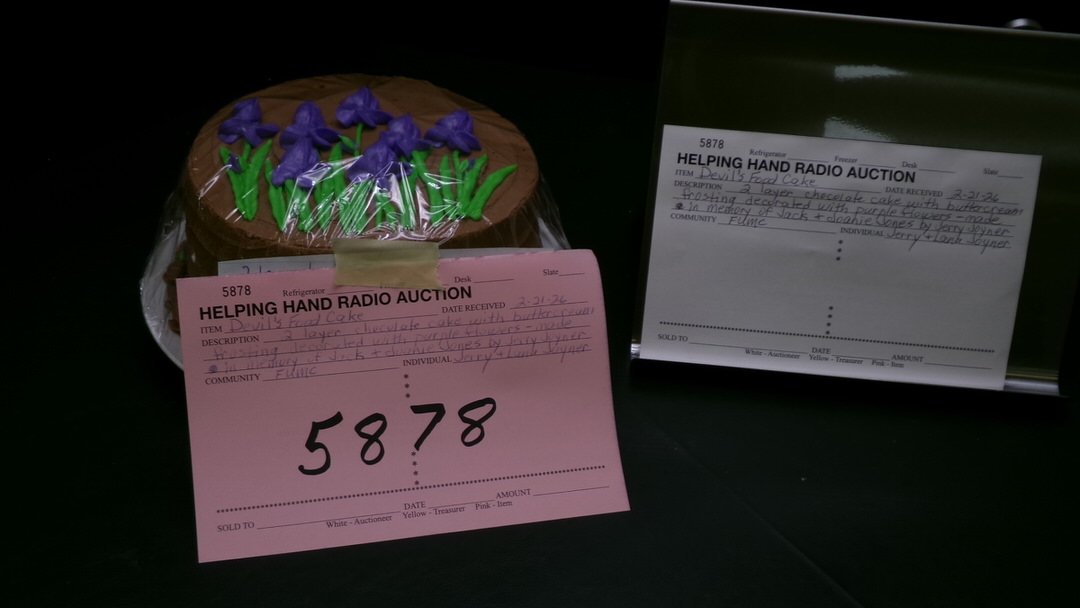 5878
Refrigerator
Desk
Slate
HELPING HAND RADIO AUCTION
ITEM Devil's Food Cake DATE RECEIVED 2-21-26
DESCRIPTION 2 layer chocolate cake with buttercream
frosting decorated with purple flowers - made
in memory of Jack + Joanie Jones by Jerry Joyner
COMMUNITY FUMC INDIVIDUAL Jerry + Joyner
5878
SOLD TO DATE AMOUNT
White - Auctioneer Yellow - Treasurer Pink - Item
5878
Refrigerator Freezer Desk Slate
HELPING HAND RADIO AUCTION
ITEM Devil's Food Cake DATE RECEIVED 2-21-26
DESCRIPTION 2 layer chocolate cake with buttercream
frosting decorated with purple flowers - made
in memory of Jack + Joanie Jones by Jerry Joyner
COMMUNITY FUMC INDIVIDUAL Jerry + Joyner
SOLD TO DATE AMOUNT
White - Auctioneer Yellow - Treasurer Pink - Item